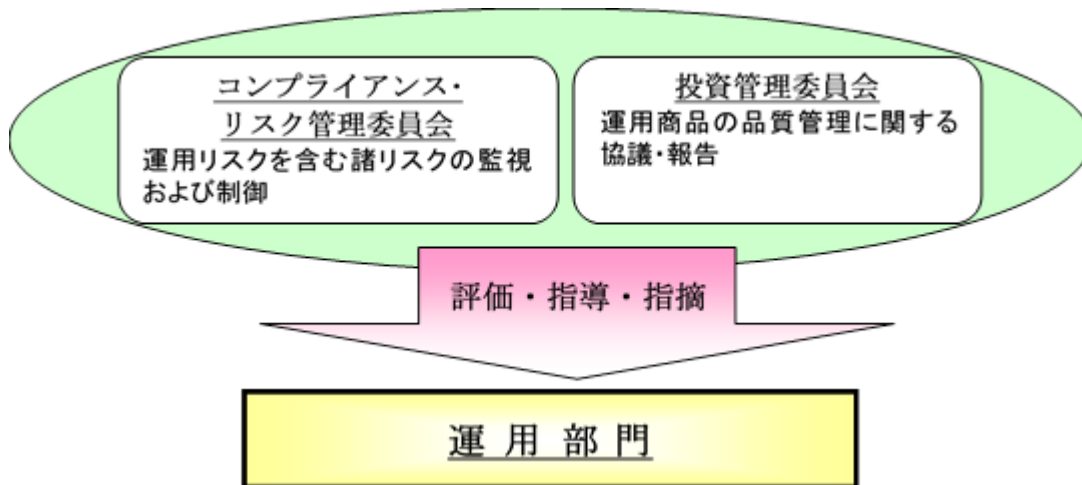 コンプライアンス・
リスク管理委員会
運用リスクを含む諸リスクの監視
および制御
投資管理委員会
運用商品の品質管理に関する
協議・報告
評価・指導・指摘
運用部門